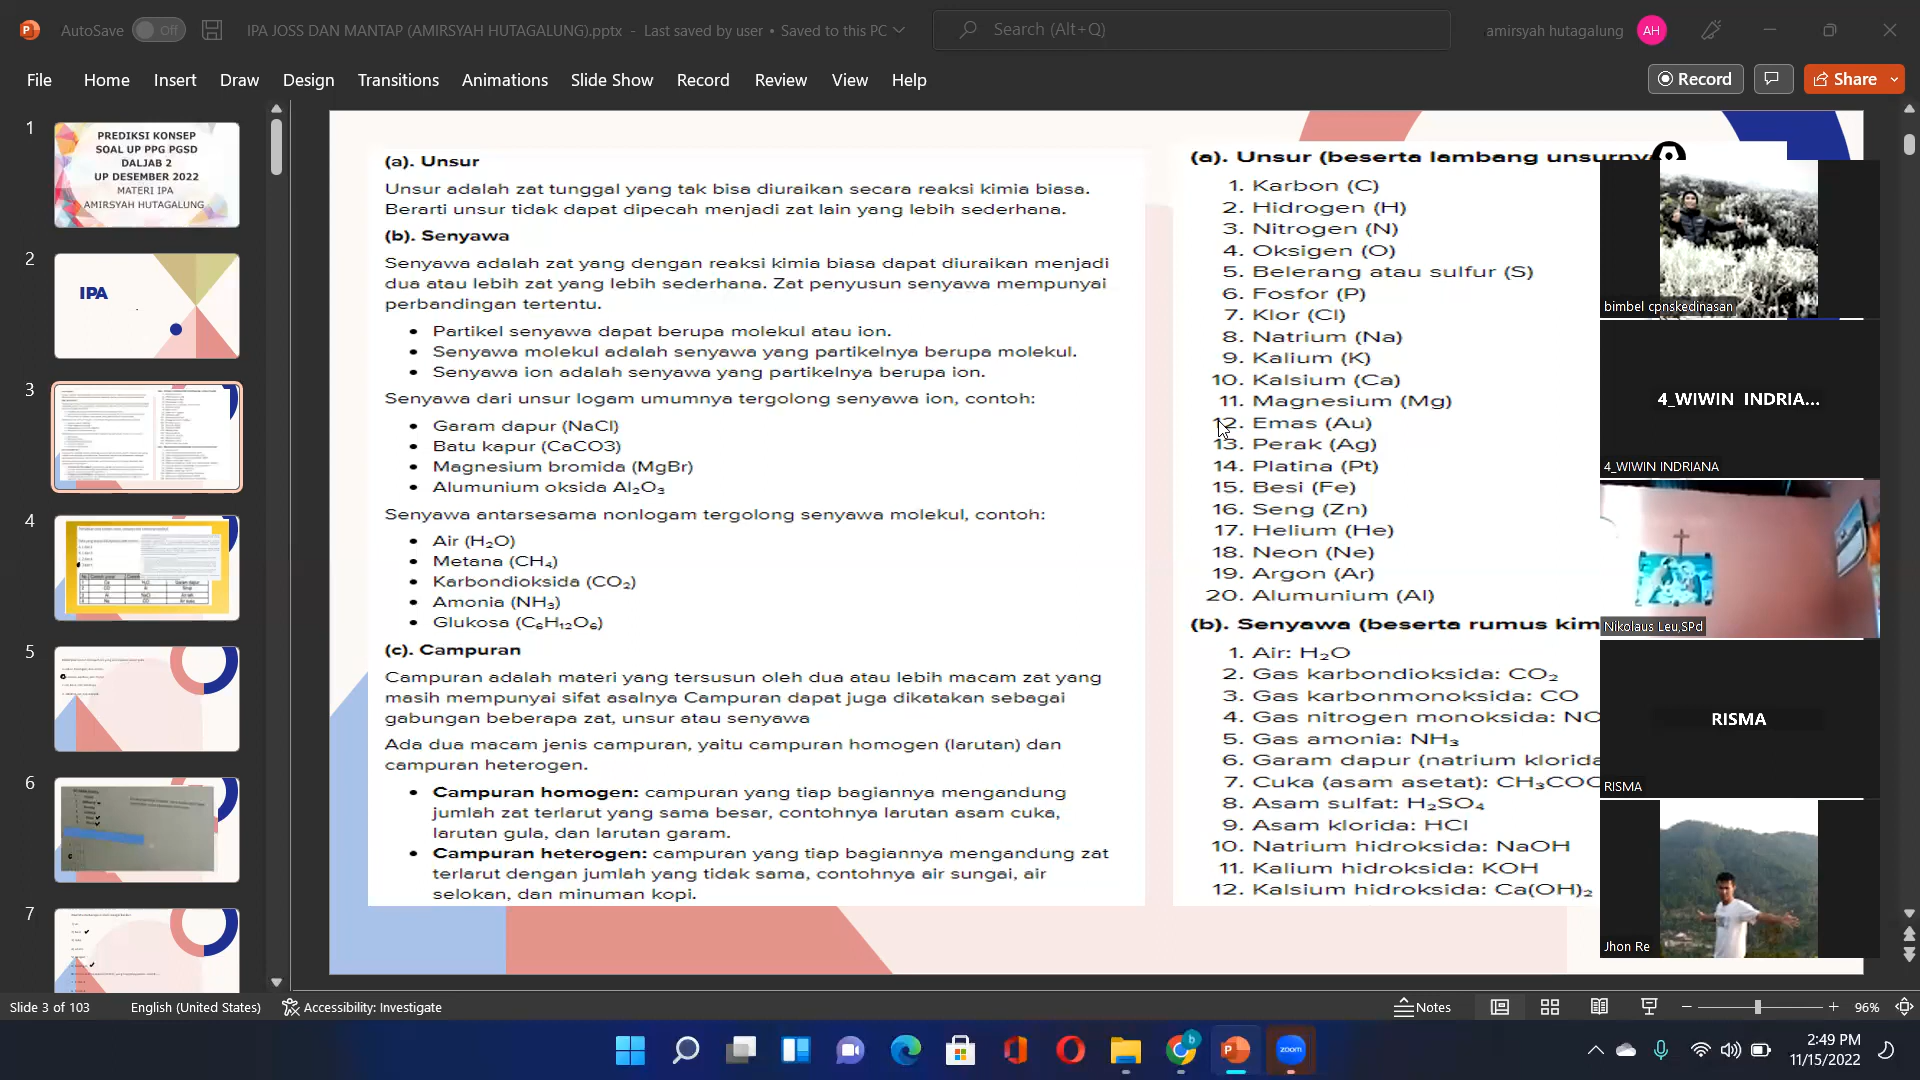 AutoSave Off IPA JOSS DAN MANTAP (AMIRSYAH HUTAGALUNG).pptx - Last saved by user • Saved to this PC
Search (Alt+Q)
amirsyah hutagalung AH
File Home Insert Draw Design Transitions Animations Slide Show Record Review View Help
Record
Share
1
PREDIKSI KONSEP
SOAL UP PPG PGSD
DALJAB 2
UP DESEMBER 2022
MATERI IPA
AMIRSYAH HUTAGALUNG
2
IPA
3
4
5
6
7
(a). Unsur
Unsur adalah zat tunggal yang tak bisa diuraikan secara reaksi kimia biasa.
Berarti unsur tidak dapat dipecah menjadi zat lain yang lebih sederhana.
(b). Senyawa
Senyawa adalah zat yang dengan reaksi kimia biasa dapat diuraikan menjadi
dua atau lebih zat yang lebih sederhana. Zat penyusun senyawa mempunyai
perbandingan tertentu.
• Partikel senyawa dapat berupa molekul atau ion.
• Senyawa molekul adalah senyawa yang partikelnya berupa molekul.
• Senyawa ion adalah senyawa yang partikelnya berupa ion.
Senyawa dari unsur logam umumnya tergolong senyawa ion, contoh:
• Garam dapur (NaCl)
• Batu kapur (CaCO3)
• Magnesium bromida (MgBr)
• Alumunium oksida Al₂O₃
Senyawa antarsesama nonlogam tergolong senyawa molekul, contoh:
• Air (H₂O)
• Metana (CH₄)
• Karbondioksida (CO₂)
• Amonia (NH₃)
• Glukosa (C₆H₁₂O₆)
(c). Campuran
Campuran adalah materi yang tersusun oleh dua atau lebih macam zat yang
masih mempunyai sifat asalnya Campuran dapat juga dikatakan sebagai
gabungan beberapa zat, unsur atau senyawa
Ada dua macam jenis campuran, yaitu campuran homogen (larutan) dan
campuran heterogen.
• Campuran homogen: campuran yang tiap bagiannya mengandung
jumlah zat terlarut yang sama besar, contohnya larutan asam cuka,
larutan gula, dan larutan garam.
• Campuran heterogen: campuran yang tiap bagiannya mengandung zat
terlarut dengan jumlah yang tidak sama, contohnya air sungai, air
selokan, dan minuman kopi.
(a). Unsur (beserta lambang unsurny
1. Karbon (C)
2. Hidrogen (H)
3. Nitrogen (N)
4. Oksigen (O)
5. Belerang atau sulfur (S)
6. Fosfor (P)
7. Klor (Cl)
8. Natrium (Na)
9. Kalium (K)
10. Kalsium (Ca)
11. Magnesium (Mg)
12. Emas (Au)
13. Perak (Ag)
14. Platina (Pt)
15. Besi (Fe)
16. Seng (Zn)
17. Helium (He)
18. Neon (Ne)
19. Argon (Ar)
20. Alumunium (Al)
(b). Senyawa (beserta rumus kim
1. Air: H₂O
2. Gas karbondioksida: CO₂
3. Gas karbonmonoksida: CO
4. Gas nitrogen monoksida: NO
5. Gas amonia: NH₃
6. Garam dapur (natrium klorida
7. Cuka (asam asetat): CH₃COO
8. Asam sulfat: H₂SO₄
9. Asam klorida: HCl
10. Natrium hidroksida: NaOH
11. Kalium hidroksida: KOH
12. Kalsium hidroksida: Ca(OH)₂
bimbel cpnskedinasan
4_WIWIN INDRIA...
4_WIWIN INDRIANA
Nikolaus Leu,SPd
RISMA
RISMA
Jhon Re
Slide 3 of 103 English (United States) Accessibility: Investigate
Notes 96%
zoom
2:49 PM
11/15/2022